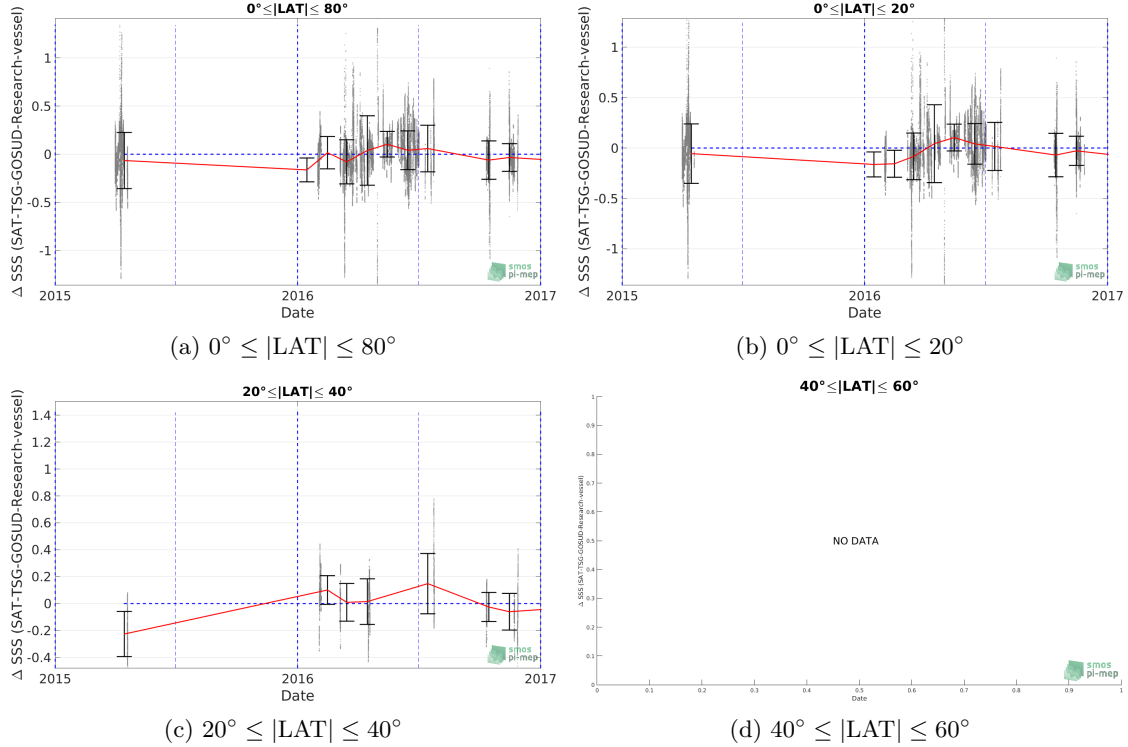 0°≤|LAT|≤ 80°
Δ SSS (SAT-TSG-GOSUD-Research-vessel)
1
0.5
0
-0.5
-1
2015
2016
2017
Date
smos
pi-mep
(a) 0° ≤ |LAT| ≤ 80°
0°≤|LAT|≤ 20°
Δ SSS (SAT-TSG-GOSUD-Research-vessel)
1
0.5
0
-0.5
-1
2015
2016
2017
Date
smos
pi-mep
(b) 0° ≤ |LAT| ≤ 20°
20°≤|LAT|≤ 40°
Δ SSS (SAT-TSG-GOSUD-Research-vessel)
1.4
1.2
1
0.8
0.6
0.4
0.2
0
-0.2
-0.4
2015
2016
2017
Date
smos
pi-mep
(c) 20° ≤ |LAT| ≤ 40°
40°≤|LAT|≤ 60°
Δ SSS (SAT-TSG-GOSUD-Research-vessel)
1
0.9
0.8
0.7
0.6
0.5
0.4
0.3
0.2
0.1
0
NO DATA
0 0.1 0.2 0.3 0.4 0.5 0.6 0.7 0.8 0.9 1
Date
smos
pi-mep
(d) 40° ≤ |LAT| ≤ 60°